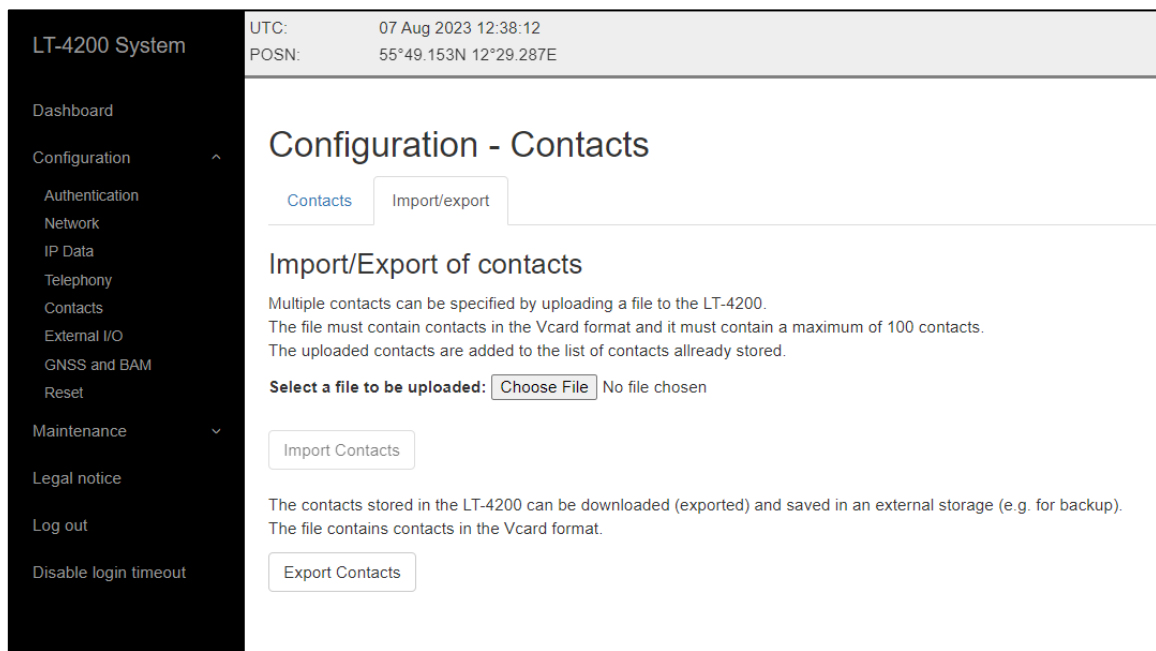 LT-4200 System
UTC: 07 Aug 2023 12:38:12
POSN: 55°49.153N 12°29.287E
Dashboard
Configuration
Authentication
Network
IP Data
Telephony
Contacts
External I/O
GNSS and BAM
Reset
Maintenance
Legal notice
Log out
Disable login timeout
Configuration - Contacts
Contacts Import/export
Import/Export of contacts
Multiple contacts can be specified by uploading a file to the LT-4200.
The file must contain contacts in the Vcard format and it must contain a maximum of 100 contacts.
The uploaded contacts are added to the list of contacts allready stored.
Select a file to be uploaded: Choose File No file chosen
Import Contacts
The contacts stored in the LT-4200 can be downloaded (exported) and saved in an external storage (e.g. for backup).
The file contains contacts in the Vcard format.
Export Contacts